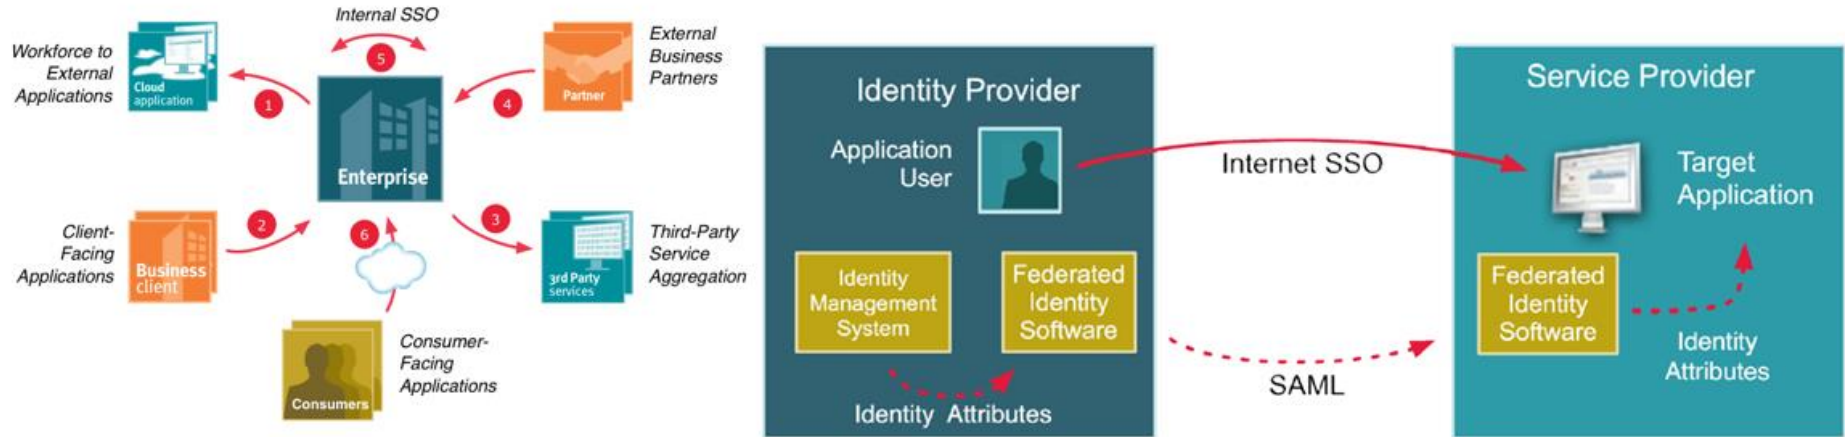 Internal SSO
5
Workforce to
External
Applications
Cloud
application
1
Enterprise
4
Partner
External
Business
Partners
Client-
Facing
Applications
Business
client
2
6
3
3rd Party
services
Third-Party
Service
Aggregation
Consumers
Consumer-
Facing
Applications
Identity Provider
Application
User
Identity
Management
System
Federated
Identity
Software
Identity Attributes
Internet SSO
SAML
Service Provider
Target
Application
Federated
Identity
Software
Identity
Attributes